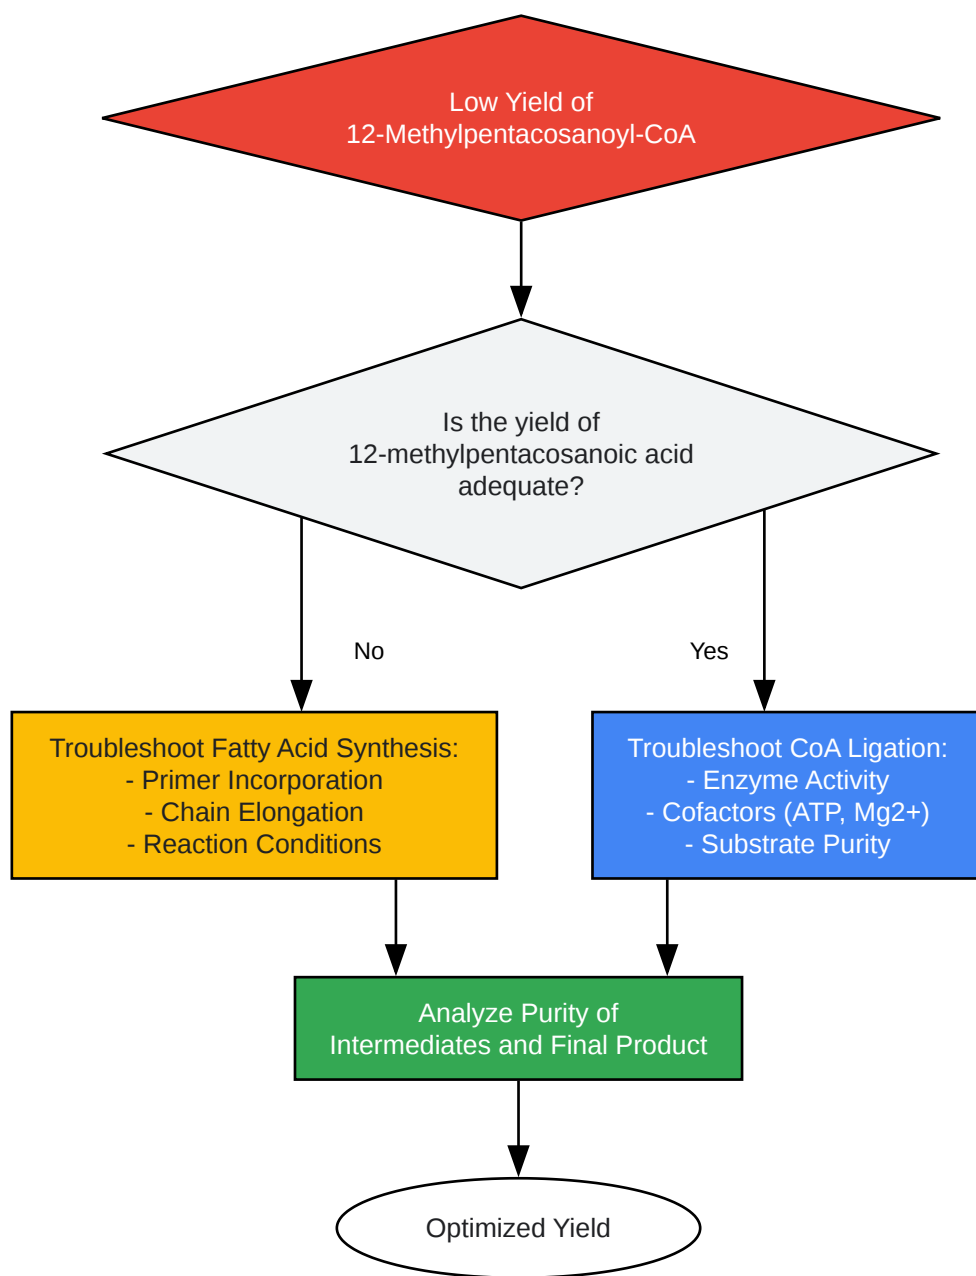 Low Yield of
12-Methylpentacosanoyl-CoA
Is the yield of
12-methylpentacosanoic acid
adequate?
No
Yes
Troubleshoot Fatty Acid Synthesis:
- Primer Incorporation
- Chain Elongation
- Reaction Conditions
Troubleshoot CoA Ligation:
- Enzyme Activity
- Cofactors (ATP, Mg2+)
- Substrate Purity
Analyze Purity of
Intermediates and Final Product
Optimized Yield